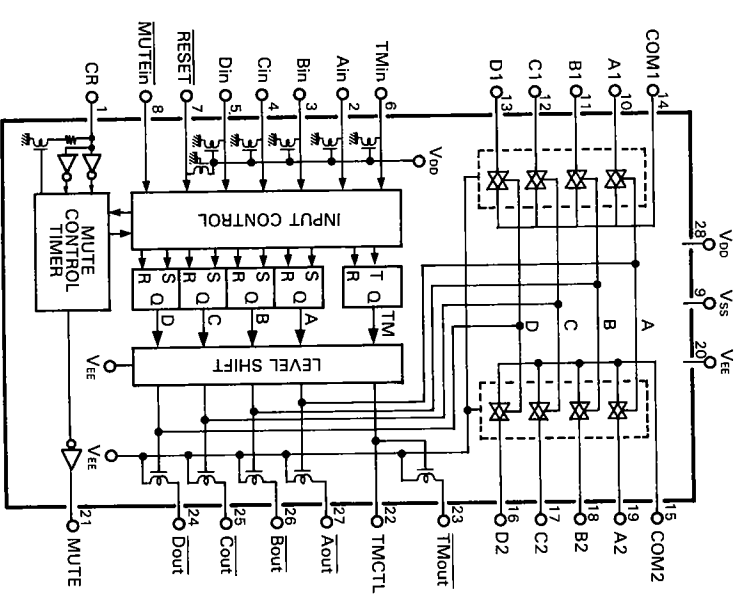 CR
MUTEin
RESET
Din
Cin
Bin
Ain
TMin
D1
C1
B1
A1
COM1
1
8
7
5
4
3
2
6
13
12
11
10
14
VDD
MUTE CONTROL TIMER
INPUT CONTROL
S R Q
S R Q
S R Q
S R Q
T R Q
D
C
B
A
TM
LEVEL SHIFT
VEE
VEE
D
C
B
A
28 VDD
9 VSS
20 VEE
21
24
25
26
27
22
23
16
17
18
19
15
MUTE
Dout
Cout
Bout
Aout
TMCTL
TMout
D2
C2
B2
A2
COM2